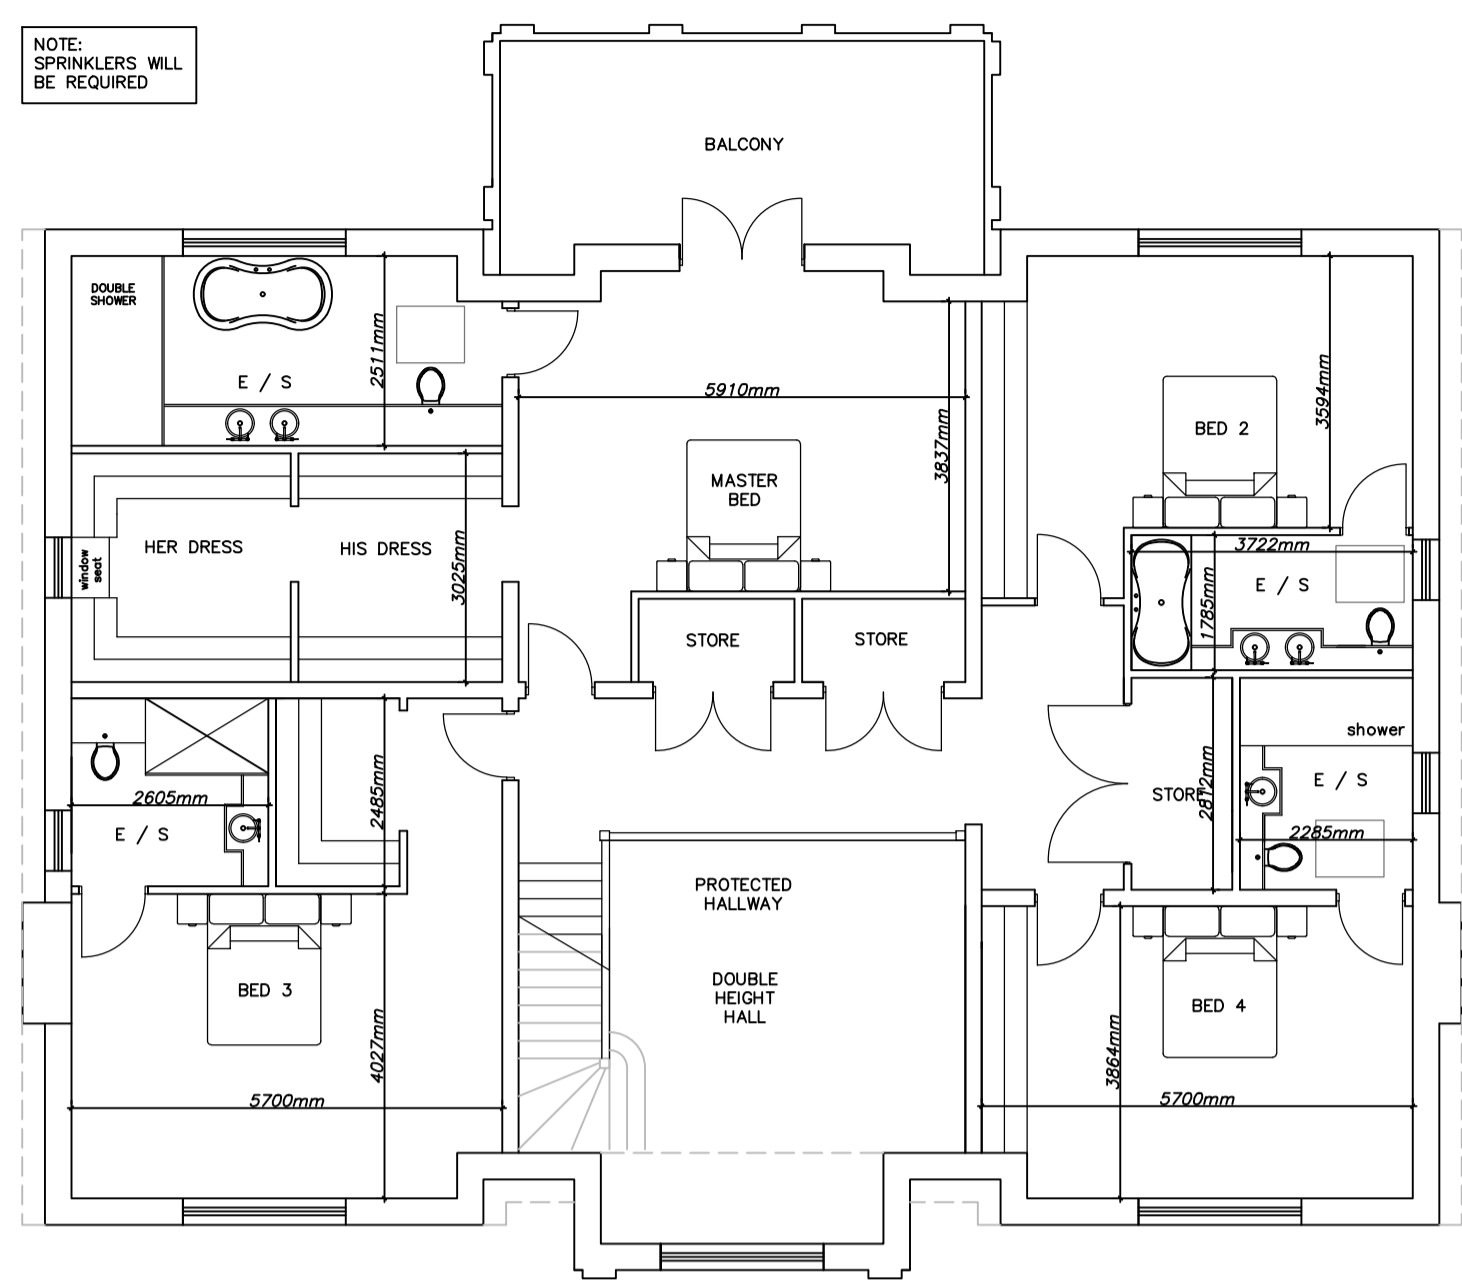 NOTE:
SPRINKLERS WILL
BE REQUIRED
BALCONY
DOUBLE
SHOWER
E / S
2511mm
5910mm
3837mm
MASTER
BED
3594mm
BED 2
HER DRESS
HIS DRESS
window
seat
3025mm
STORE
STORE
3722mm
E / S
1785mm
shower
2605mm
E / S
2485mm
STORE
2812mm
E / S
2285mm
PROTECTED
HALLWAY
DOUBLE
HEIGHT
HALL
BED 3
4027mm
5700mm
BED 4
3864mm
5700mm